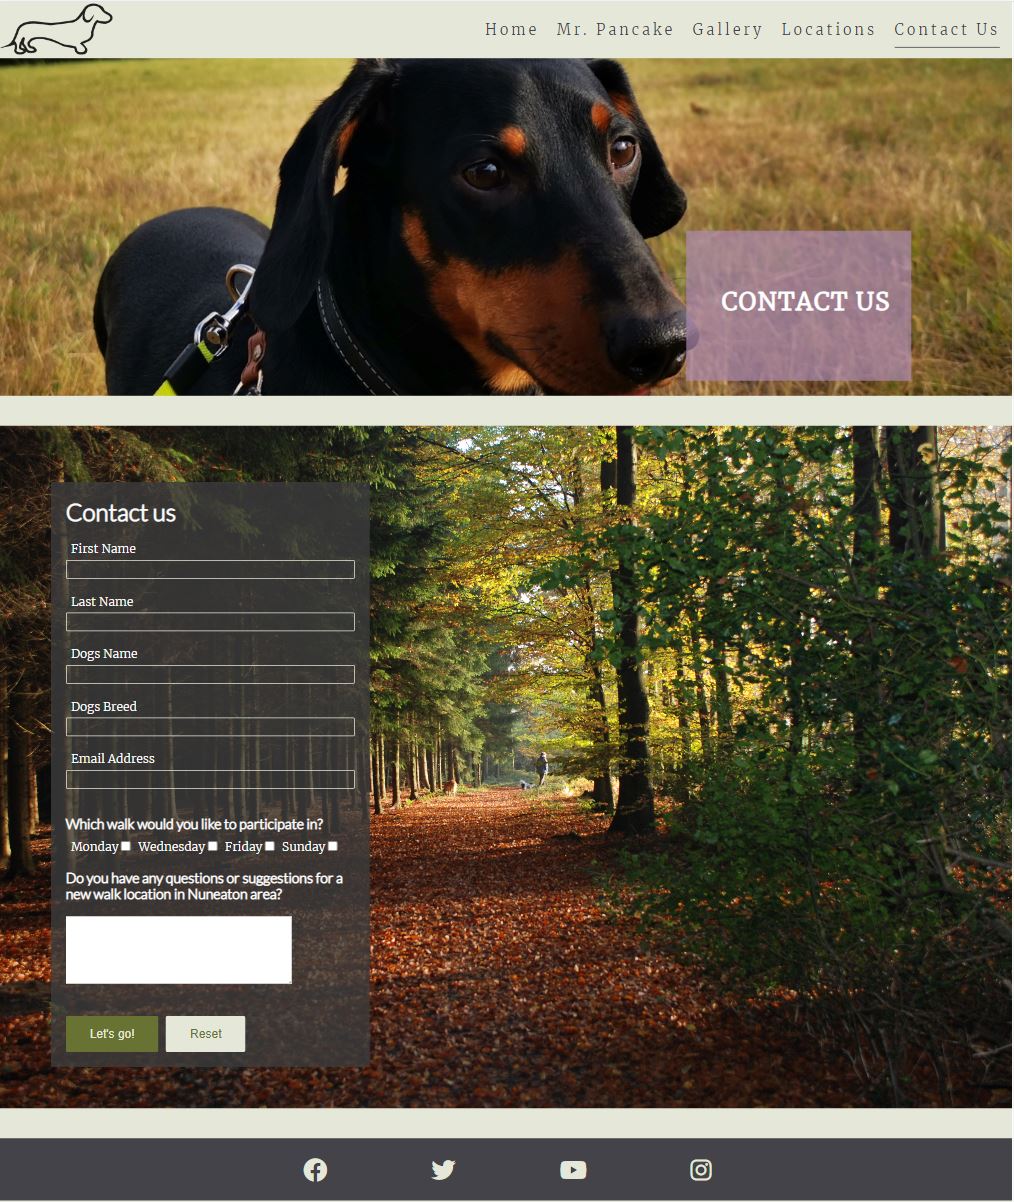 Home Mr. Pancake Gallery Locations Contact Us
CONTACT US
Contact us
First Name
Last Name
Dogs Name
Dogs Breed
Email Address
Which walk would you like to participate in?
Monday Wednesday Friday Sunday
Do you have any questions or suggestions for a
new walk location in Nuneaton area?
Let's go! Reset